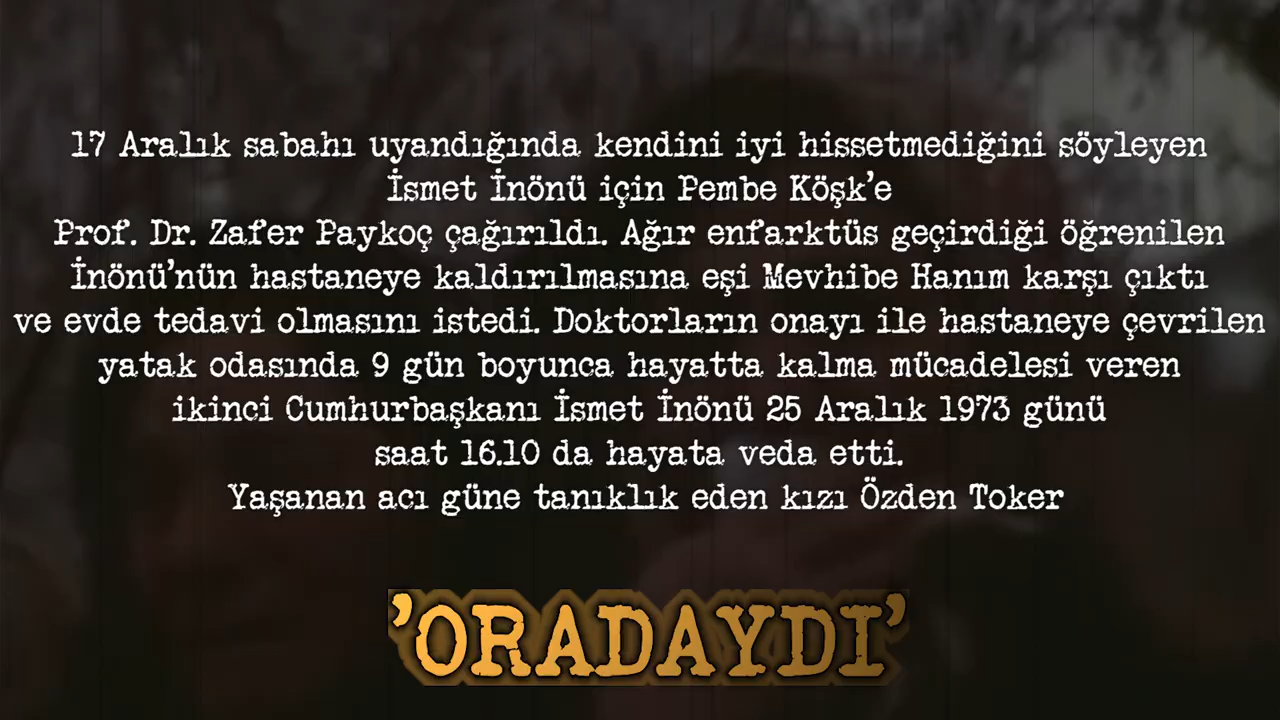 17 Aralık sabahı uyandığında kendini iyi hissetmediğini söyleyen
İsmet İnönü için Pembe Köşk'e
Prof. Dr. Zafer Paykoç çağırıldı. Ağır enfarktüs geçirdiği öğrenilen
İnönü'nün hastaneye kaldırılmasına eşi Mevhibe Hanım karşı çıktı
ve evde tedavi olmasını istedi. Doktorların onayı ile hastaneye çevrilen
yatak odasında 9 gün boyunca hayatta kalma mücadelesi veren
ikinci Cumhurbaşkanı İsmet İnönü 25 Aralık 1973 günü
saat 16.10 da hayata veda etti.
Yaşanan acı güne tanıklık eden kızı Özden Toker
'ORADAYDI'